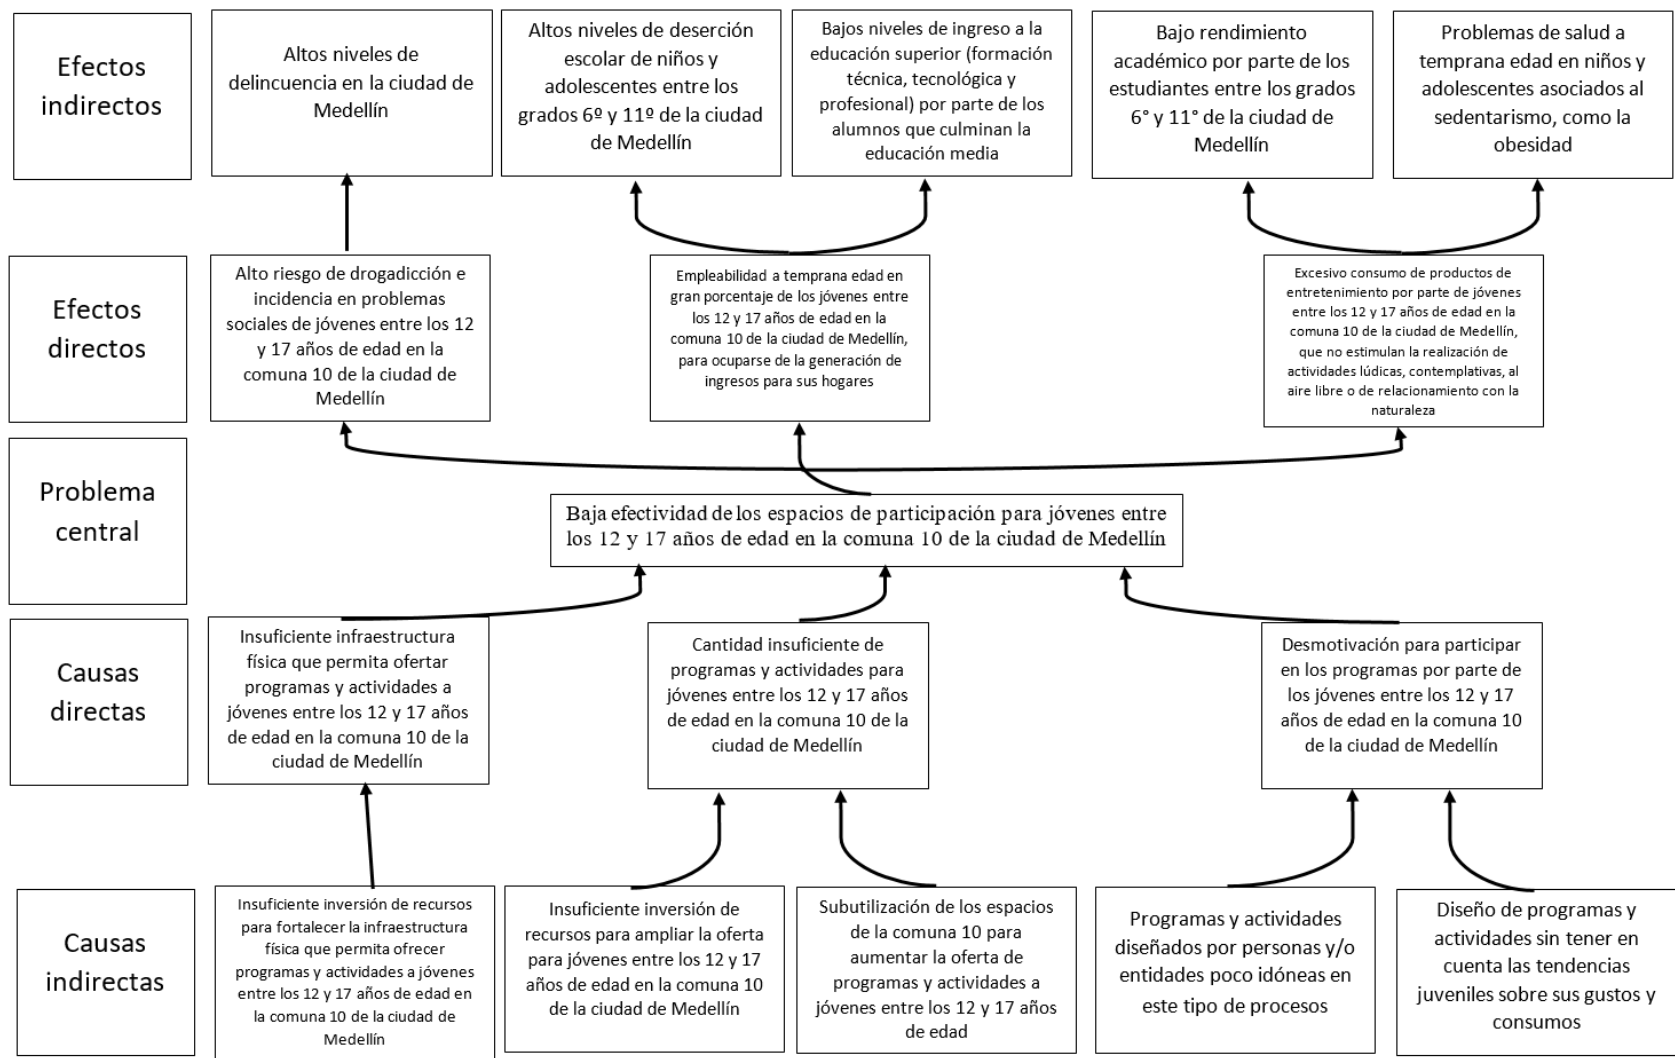 Efectos
indirectos
Altos niveles de
delincuencia en la ciudad de
Medellín
Altos niveles de deserción
escolar de niños y
adolescentes entre los
grados 6º y 11º de la ciudad
de Medellín
Bajos niveles de ingreso a la
educación superior (formación
técnica, tecnológica y
profesional) por parte de los
alumnos que culminan la
educación media
Bajo rendimiento
académico por parte de los
estudiantes entre los grados
6° y 11° de la ciudad de
Medellín
Problemas de salud a
temprana edad en niños y
adolescentes asociados al
sedentarismo, como la
obesidad
Efectos
directos
Alto riesgo de drogadicción e
incidencia en problemas
sociales de jóvenes entre los 12
y 17 años de edad en la
comuna 10 de la ciudad de
Medellín
Empleabilidad a temprana edad en
gran porcentaje de los jóvenes entre
los 12 y 17 años de edad en la
comuna 10 de la ciudad de Medellín,
para ocuparse de la generación de
ingresos para sus hogares
Excesivo consumo de productos de
entretenimiento por parte de jóvenes
entre los 12 y 17 años de edad en la
comuna 10 de la ciudad de Medellín,
que no estimulan la realización de
actividades lúdicas, contemplativas, al
aire libre o de relacionamiento con la
naturaleza
Problema
central
Baja efectividad de los espacios de participación para jóvenes entre
los 12 y 17 años de edad en la comuna 10 de la ciudad de Medellín
Causas
directas
Insuficiente infraestructura
física que permita ofertar
programas y actividades a
jóvenes entre los 12 y 17 años
de edad en la comuna 10 de la
ciudad de Medellín
Cantidad insuficiente de
programas y actividades para
jóvenes entre los 12 y 17 años
de edad en la comuna 10 de la
ciudad de Medellín
Desmotivación para participar
en los programas por parte de
los jóvenes entre los 12 y 17
años de edad en la comuna 10
de la ciudad de Medellín
Causas
indirectas
Insuficiente inversión de recursos
para fortalecer la infraestructura
física que permita ofrecer
programas y actividades a jóvenes
entre los 12 y 17 años de edad en
la comuna 10 de la ciudad de
Medellín
Insuficiente inversión de
recursos para ampliar la oferta
para jóvenes entre los 12 y 17
años de edad en la comuna 10
de la ciudad de Medellín
Subutilización de los espacios
de la comuna 10 para
aumentar la oferta de
programas y actividades a
jóvenes entre los 12 y 17 años
de edad
Programas y actividades
diseñados por personas y/o
entidades poco idóneas en
este tipo de procesos
Diseño de programas y
actividades sin tener en
cuenta las tendencias
juveniles sobre sus gustos y
consumos